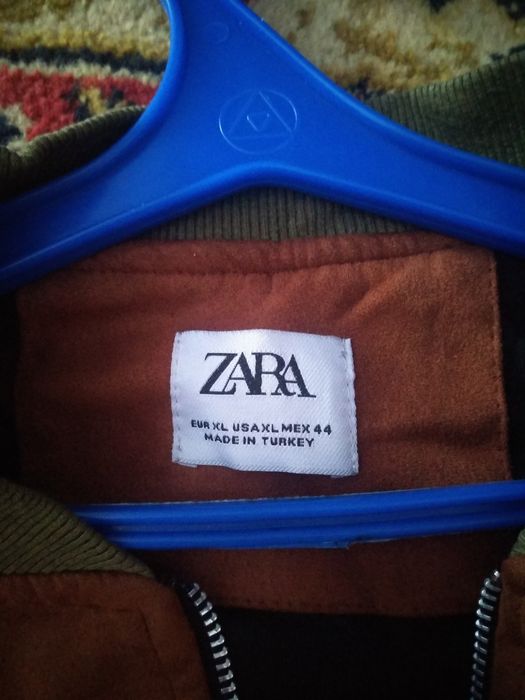 ZARA
EUR XL USA XL MEX 44
MADE IN TURKEY